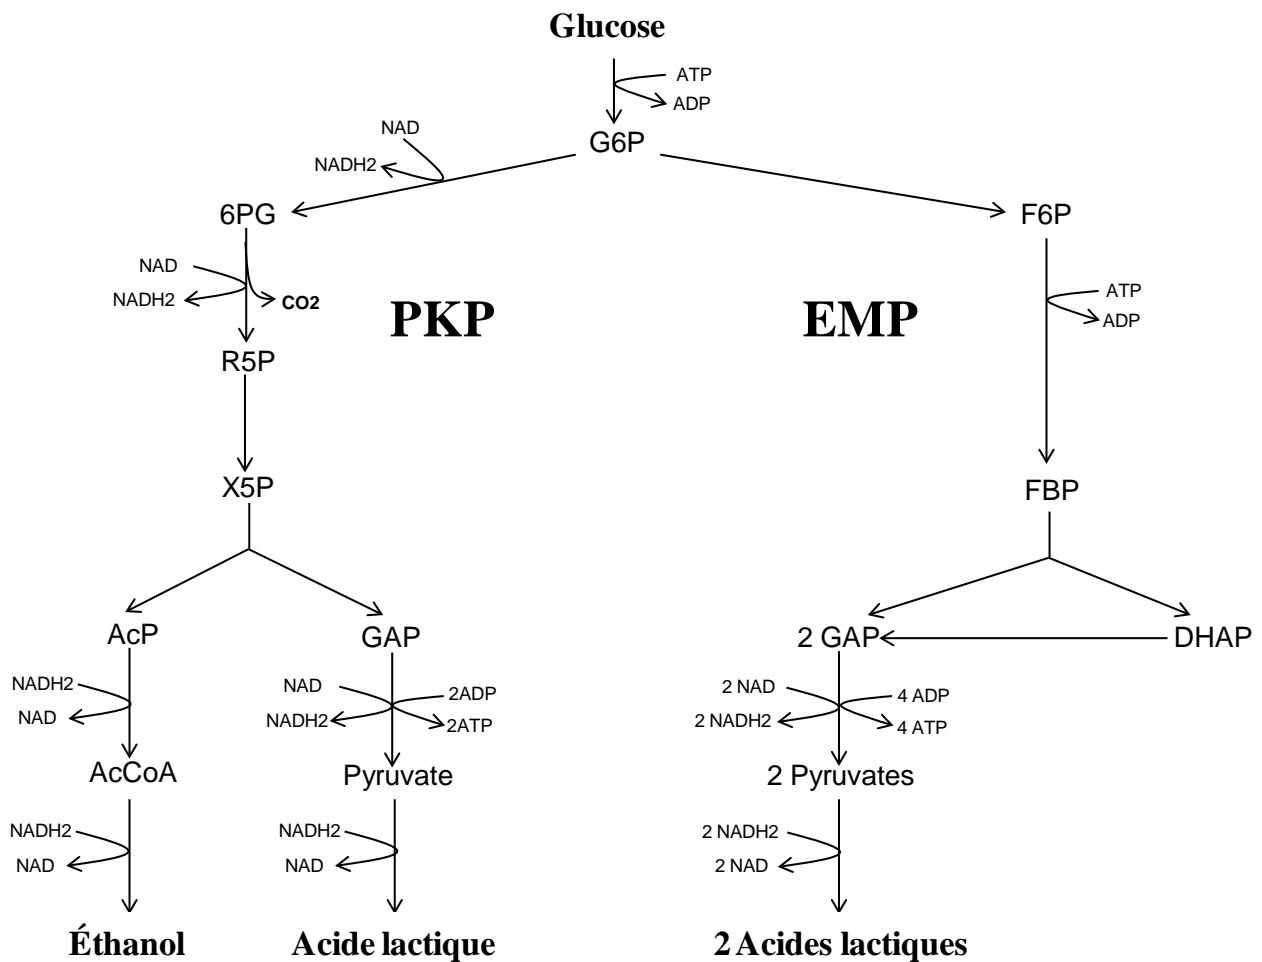 Glucose
ATP
ADP
G6P
NAD
NADH2
6PG
F6P
NAD
NADH2
CO2
PKP
EMP
ATP
ADP
R5P
X5P
FBP
AcP
GAP
2 GAP
DHAP
NADH2
NAD
NAD
NADH2
2ADP
2ATP
2 NAD
2 NADH2
4 ADP
4 ATP
AcCoA
Pyruvate
2 Pyruvates
NADH2
NAD
NADH2
NAD
2 NADH2
2 NAD
Éthanol
Acide lactique
2 Acides lactiques